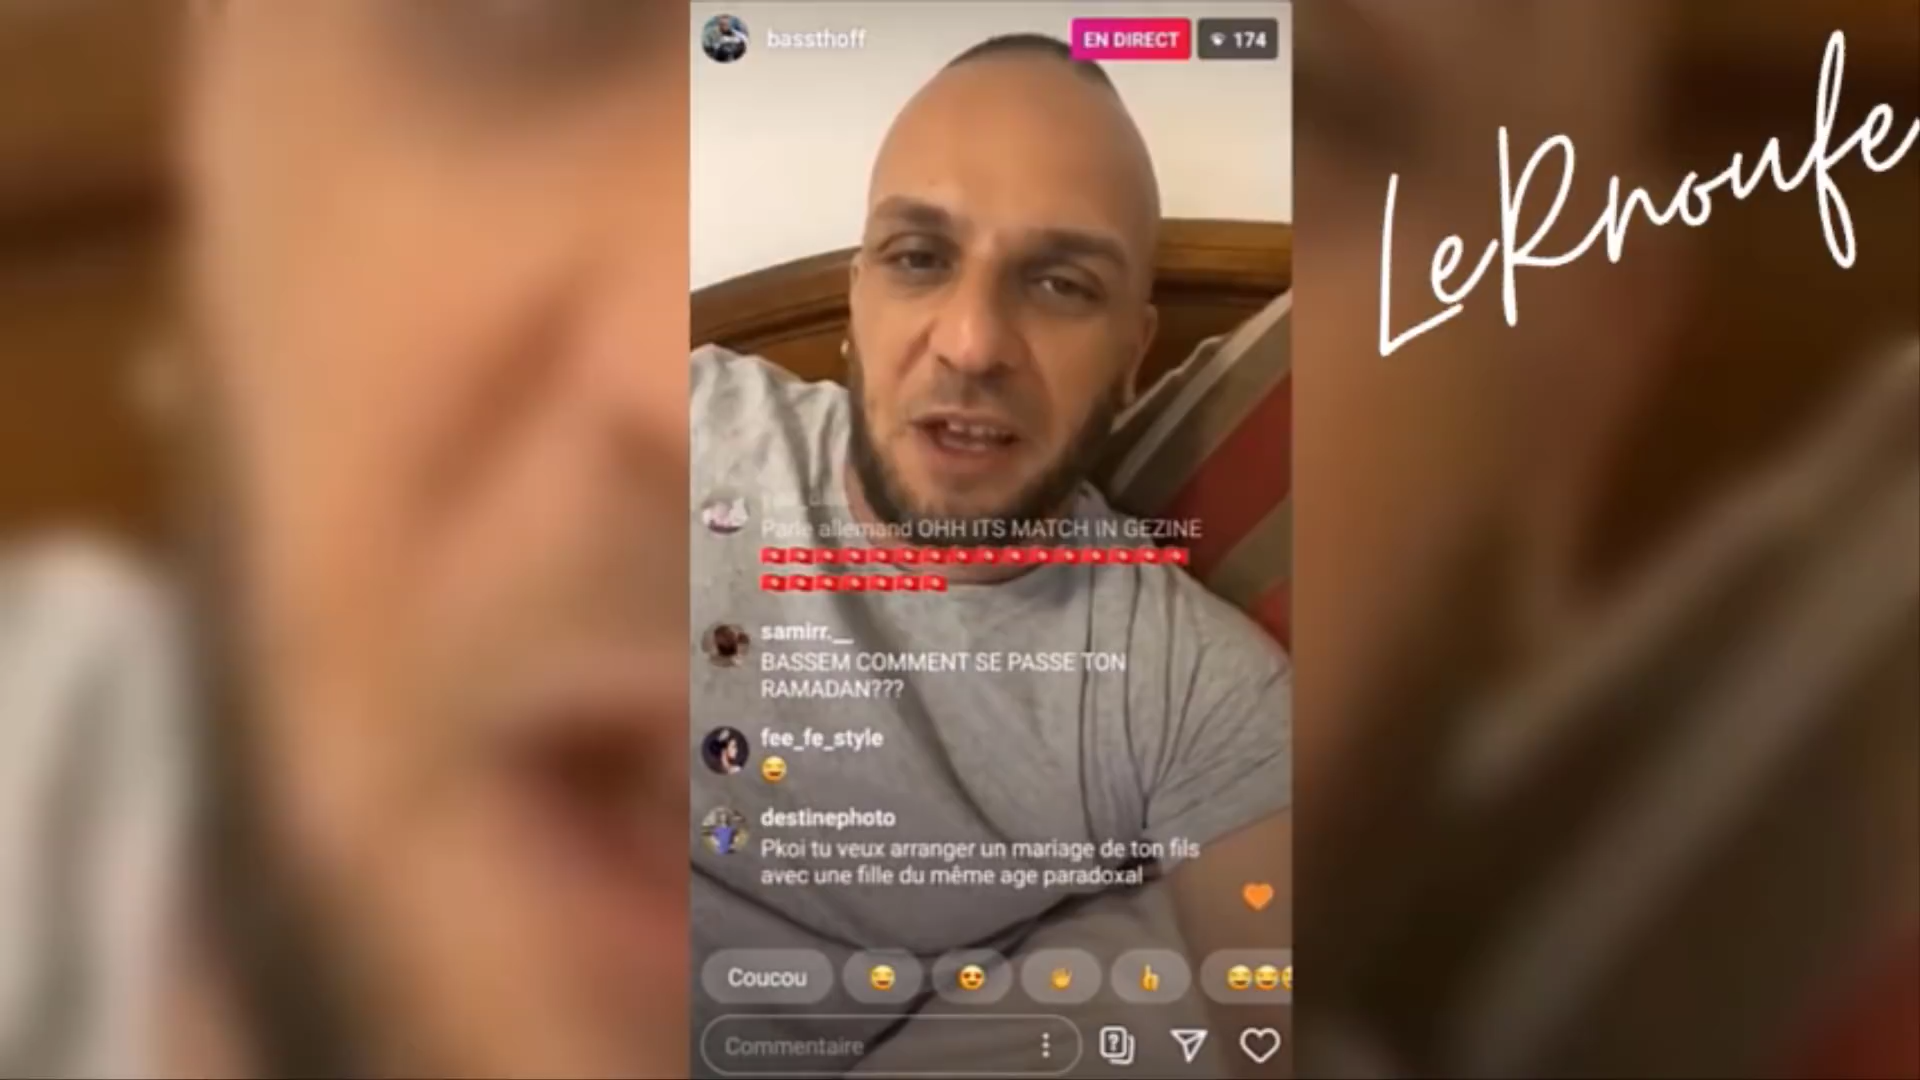 bassthoff
EN DIRECT
174
LeRnoufe
Parle allemand OHH ITS MATCH IN GEZINE
samirr.__
BASSEM COMMENT SE PASSE TON
RAMADAN???
fee_fe_style
destinephoto
Pkoi tu veux arranger un mariage de ton fils
avec une fille du même age paradoxal
Coucou
Commentaire